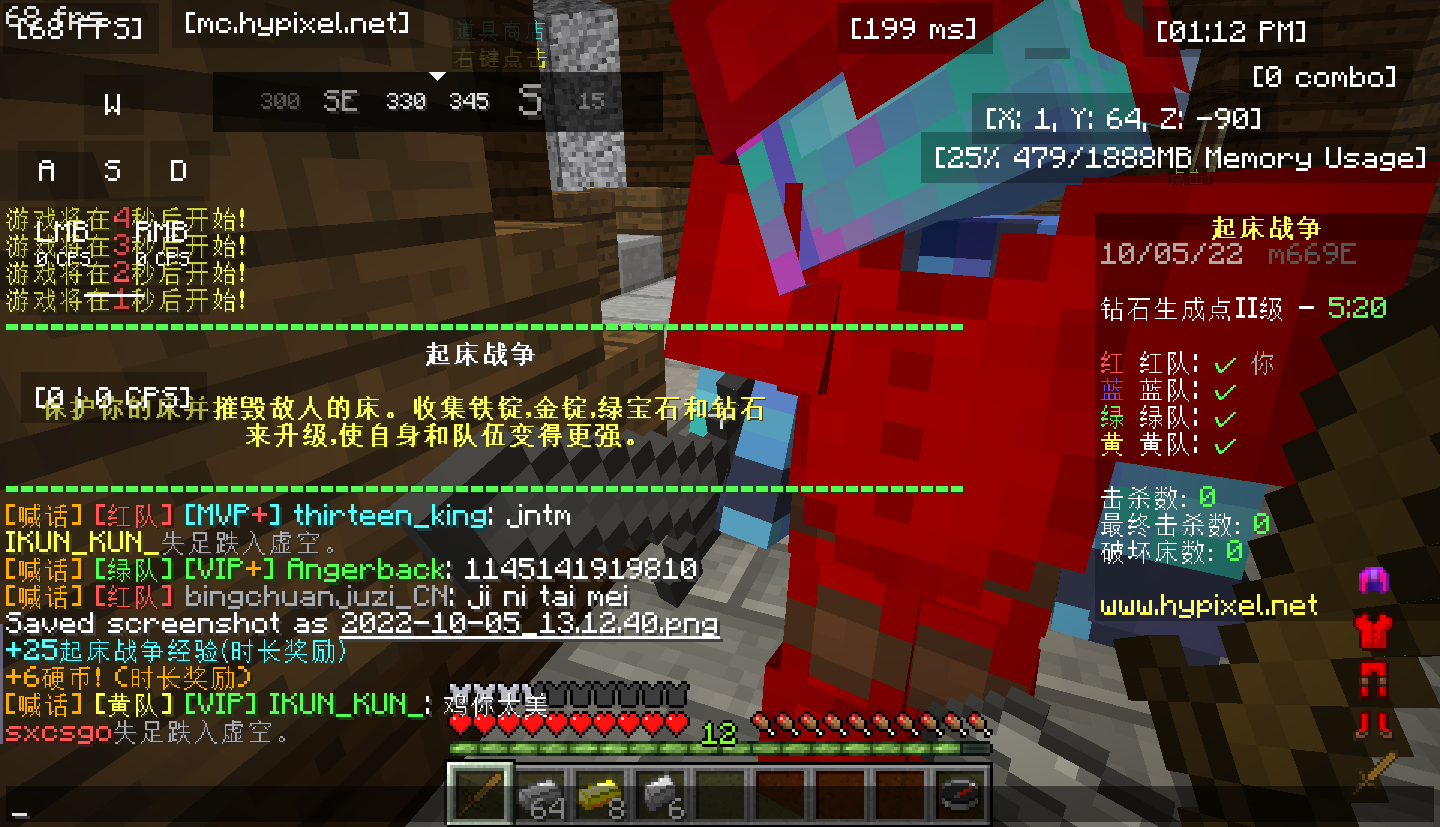 [68 FPS]
[mc.hypixel.net]
道具商店
右键点击
[199 ms]
[01:12 PM]
[0 combo]
300 SE 330 345 S 15
W
[X: 1, Y: 64, Z: -90]
[25% 479/1888MB Memory Usage]
A S D
点击
游戏将在4秒后开始!
LMB RMB
游戏将在3秒后开始!
0 CPS 0 CPS
游戏将在2秒后开始!
游戏将在1秒后开始!
起床战争
10/05/22 m669E
钻石生成点II级 - 5:20
红 红队: ✓ 你
蓝 蓝队: ✓
绿 绿队: ✓
黄 黄队: ✓
击杀数: 0
最终击杀数: 0
破坏床数: 0
www.hypixel.net
起床战争
[0 | 0 CPS]
保护你的床并摧毁敌人的床。收集铁锭,金锭,绿宝石和钻石
来升级,使自身和队伍变得更强。
[喊话] [红队] [MVP+] thirteen_king: jntm
IKUN_KUN_失足跌入虚空。
[喊话] [绿队] [VIP+] Angerback: 1145141919810
[喊话] [红队] bingchuanjuzi_CN: ji ni tai mei
Saved screenshot as 2022-10-05_13.12.40.png
+25起床战争经验(时长奖励)
+6硬币! (时长奖励)
[喊话] [黄队] [VIP] IKUN_KUN_: 鸡你太美
sxcsgo失足跌入虚空。
12
64 8 6